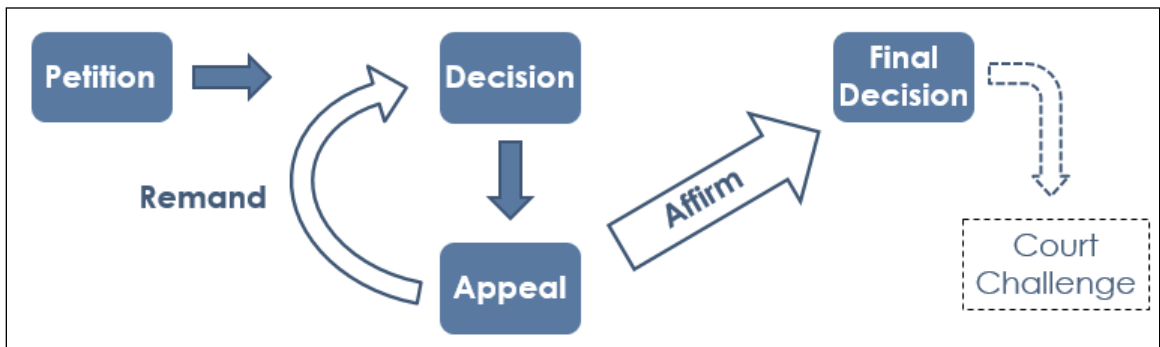 Petition
Decision
Final
Decision
Remand
Affirm
Appeal
Court
Challenge